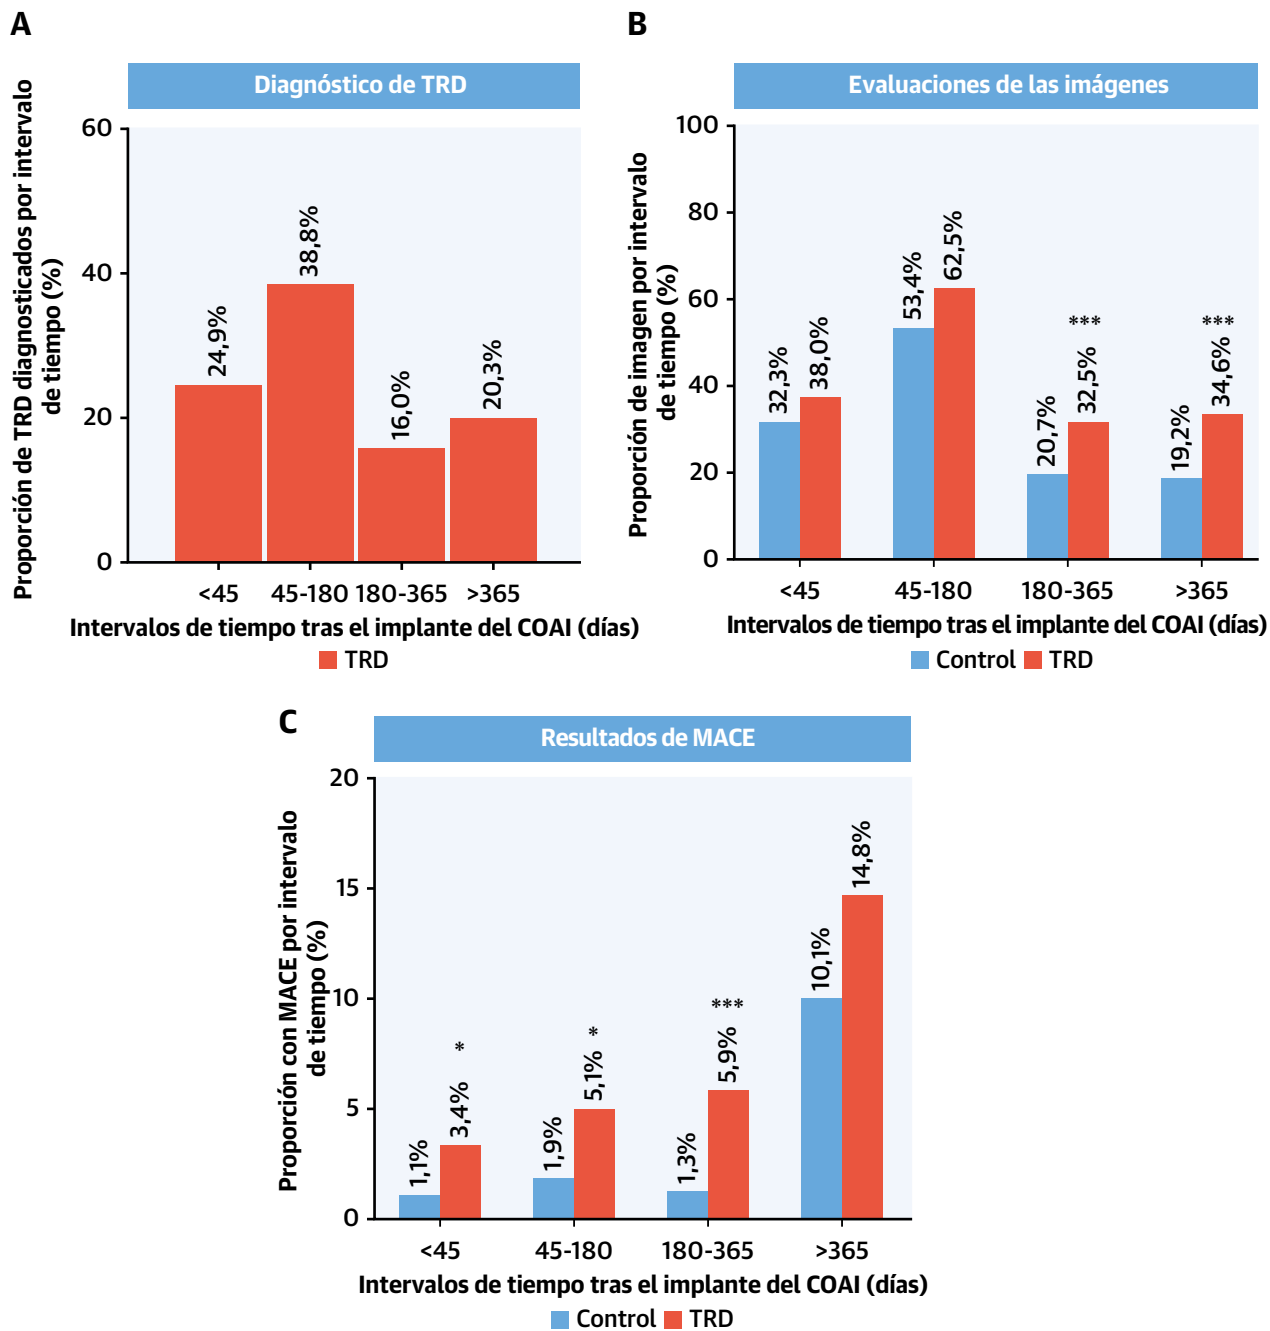 A
Diagnóstico de TRD
Proporción de TRD diagnosticados por intervalo
de tiempo (%)
60
40
20
0
24,9%
38,8%
16,0%
20,3%
<45
45-180
180-365
>365
Intervalos de tiempo tras el implante del COAI (días)
TRD
B
Evaluaciones de las imágenes
Proporción de imagen por intervalo
de tiempo (%)
100
80
60
40
20
0
32,3%
38,0%
53,4%
62,5%
20,7%
32,5%
***
19,2%
34,6%
***
<45
45-180
180-365
>365
Intervalos de tiempo tras el implante del COAI (días)
Control
TRD
C
Resultados de MACE
Proporción con MACE por intervalo
de tiempo (%)
20
15
10
5
0
1,1%
3,4%
*
1,9%
5,1%
*
1,3%
5,9%
***
10,1%
14,8%
<45
45-180
180-365
>365
Intervalos de tiempo tras el implante del COAI (días)
Control
TRD